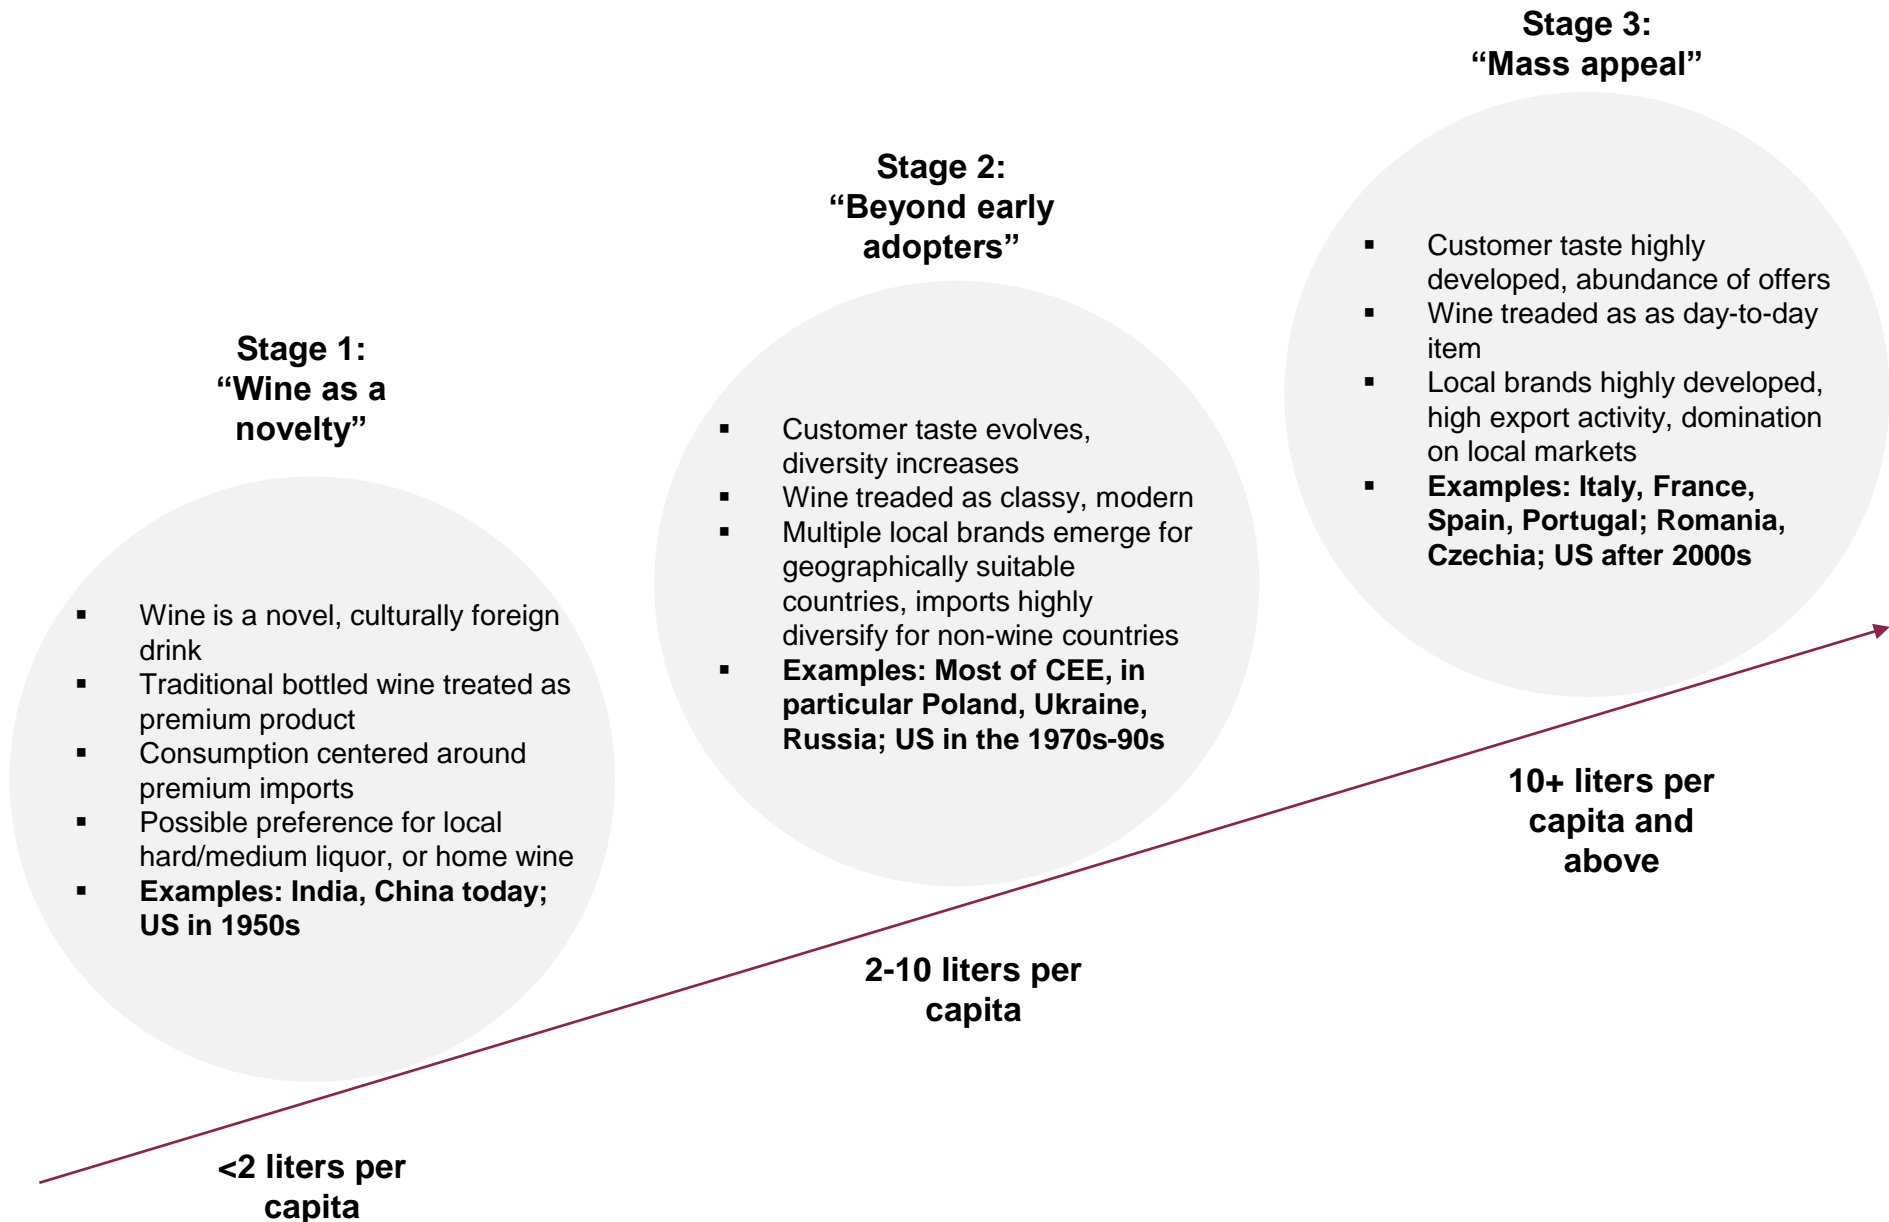 Stage 1:
“Wine as a
novelty”
▪ Wine is a novel, culturally foreign
drink
▪ Traditional bottled wine treated as
premium product
▪ Consumption centered around
premium imports
▪ Possible preference for local
hard/medium liquor, or home wine
▪ Examples: India, China today;
US in 1950s
<2 liters per
capita
Stage 2:
“Beyond early
adopters”
▪ Customer taste evolves,
diversity increases
▪ Wine treaded as classy, modern
▪ Multiple local brands emerge for
geographically suitable
countries, imports highly
diversify for non-wine countries
▪ Examples: Most of CEE, in
particular Poland, Ukraine,
Russia; US in the 1970s-90s
2-10 liters per
capita
Stage 3:
“Mass appeal”
▪ Customer taste highly
developed, abundance of offers
▪ Wine treaded as as day-to-day
item
▪ Local brands highly developed,
high export activity, domination
on local markets
▪ Examples: Italy, France,
Spain, Portugal; Romania,
Czechia; US after 2000s
10+ liters per
capita and
above